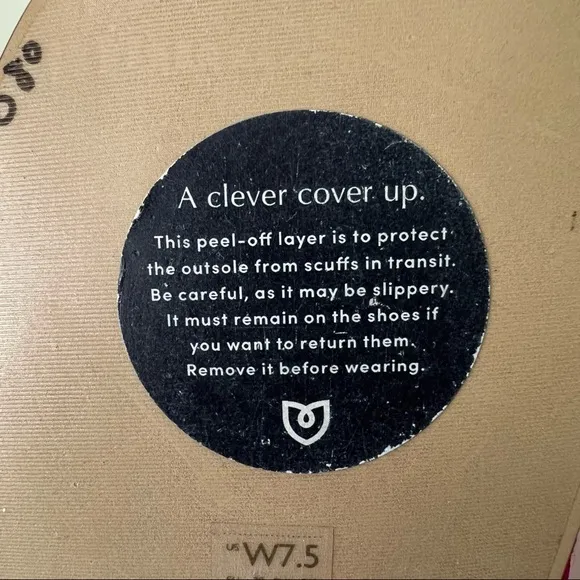 A clever cover up.
This peel-off layer is to protect
the outsole from scuffs in transit.
Be careful, as it may be slippery.
It must remain on the shoes if
you want to return them.
Remove it before wearing.
US W7.5